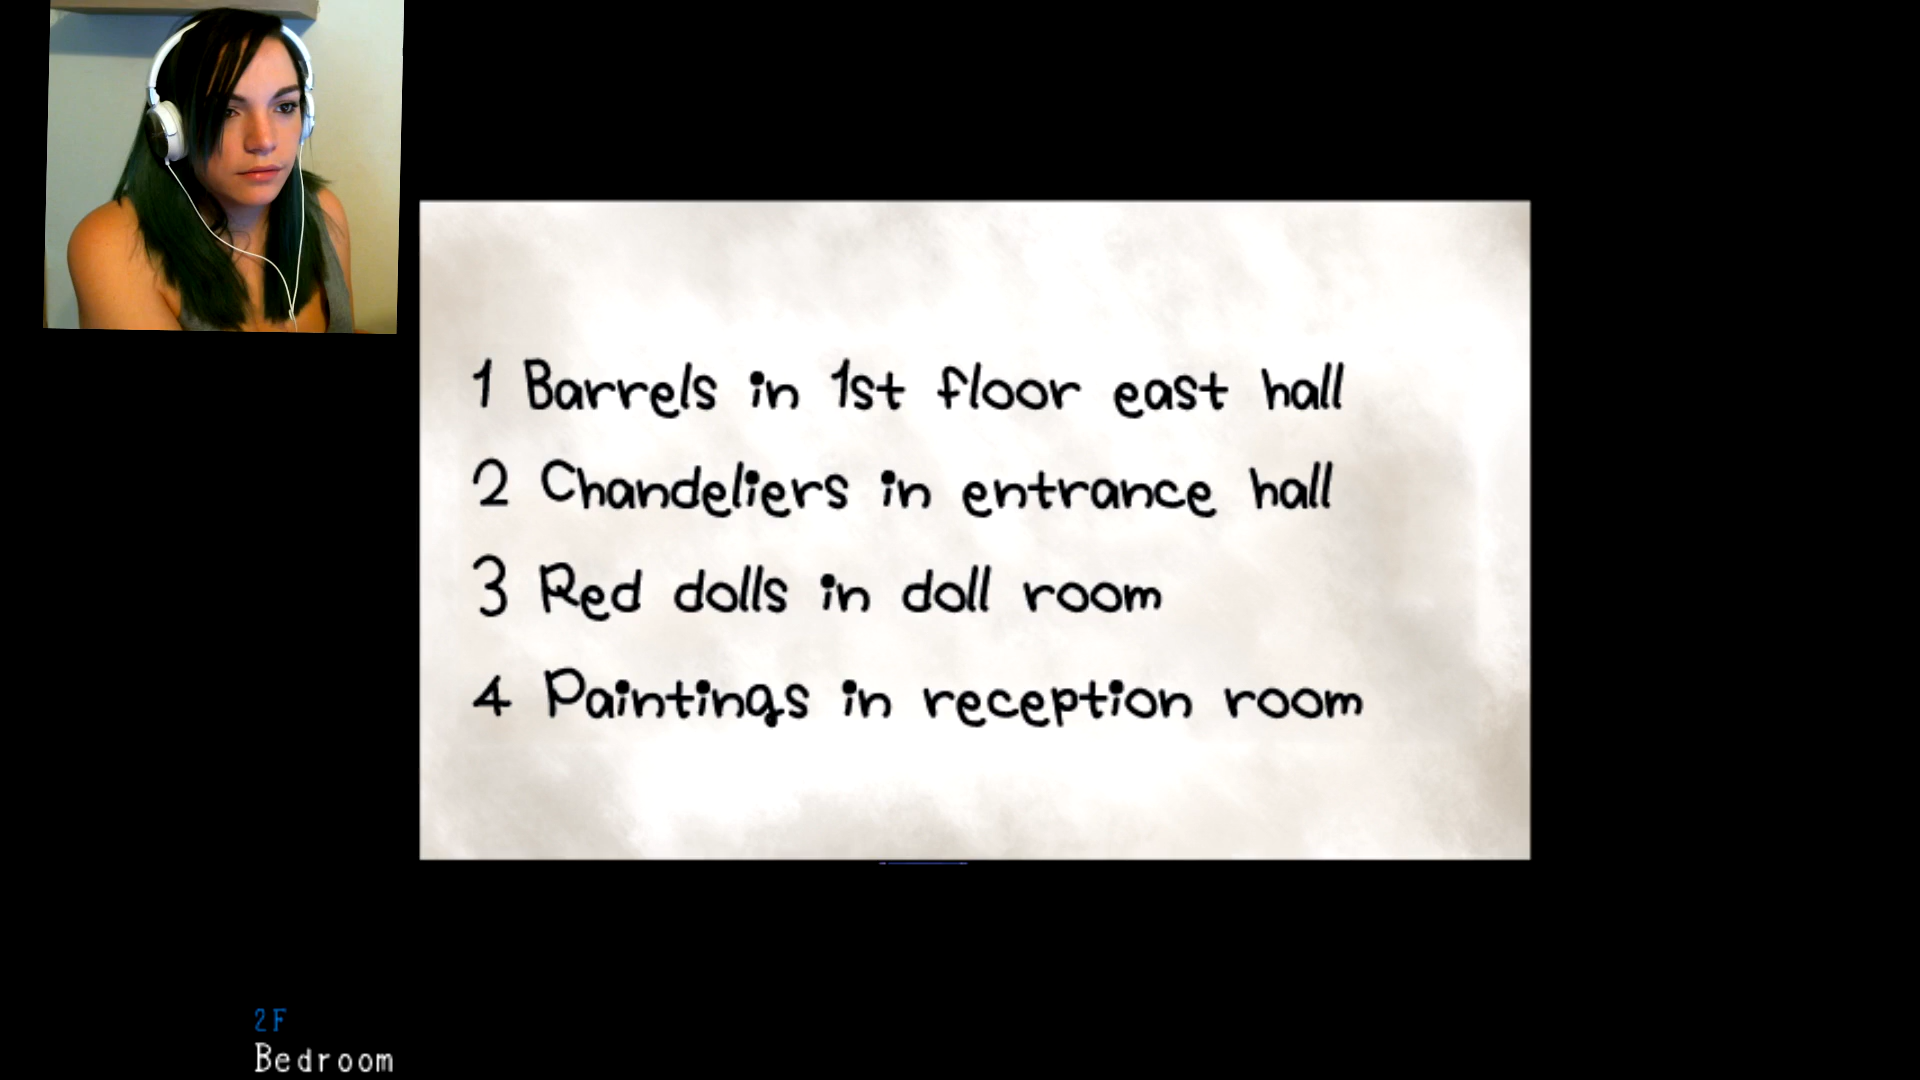 1 Barrels in 1st floor east hall
2 Chandeliers in entrance hall
3 Red dolls in doll room
4 Paintings in reception room
2F
Bedroom